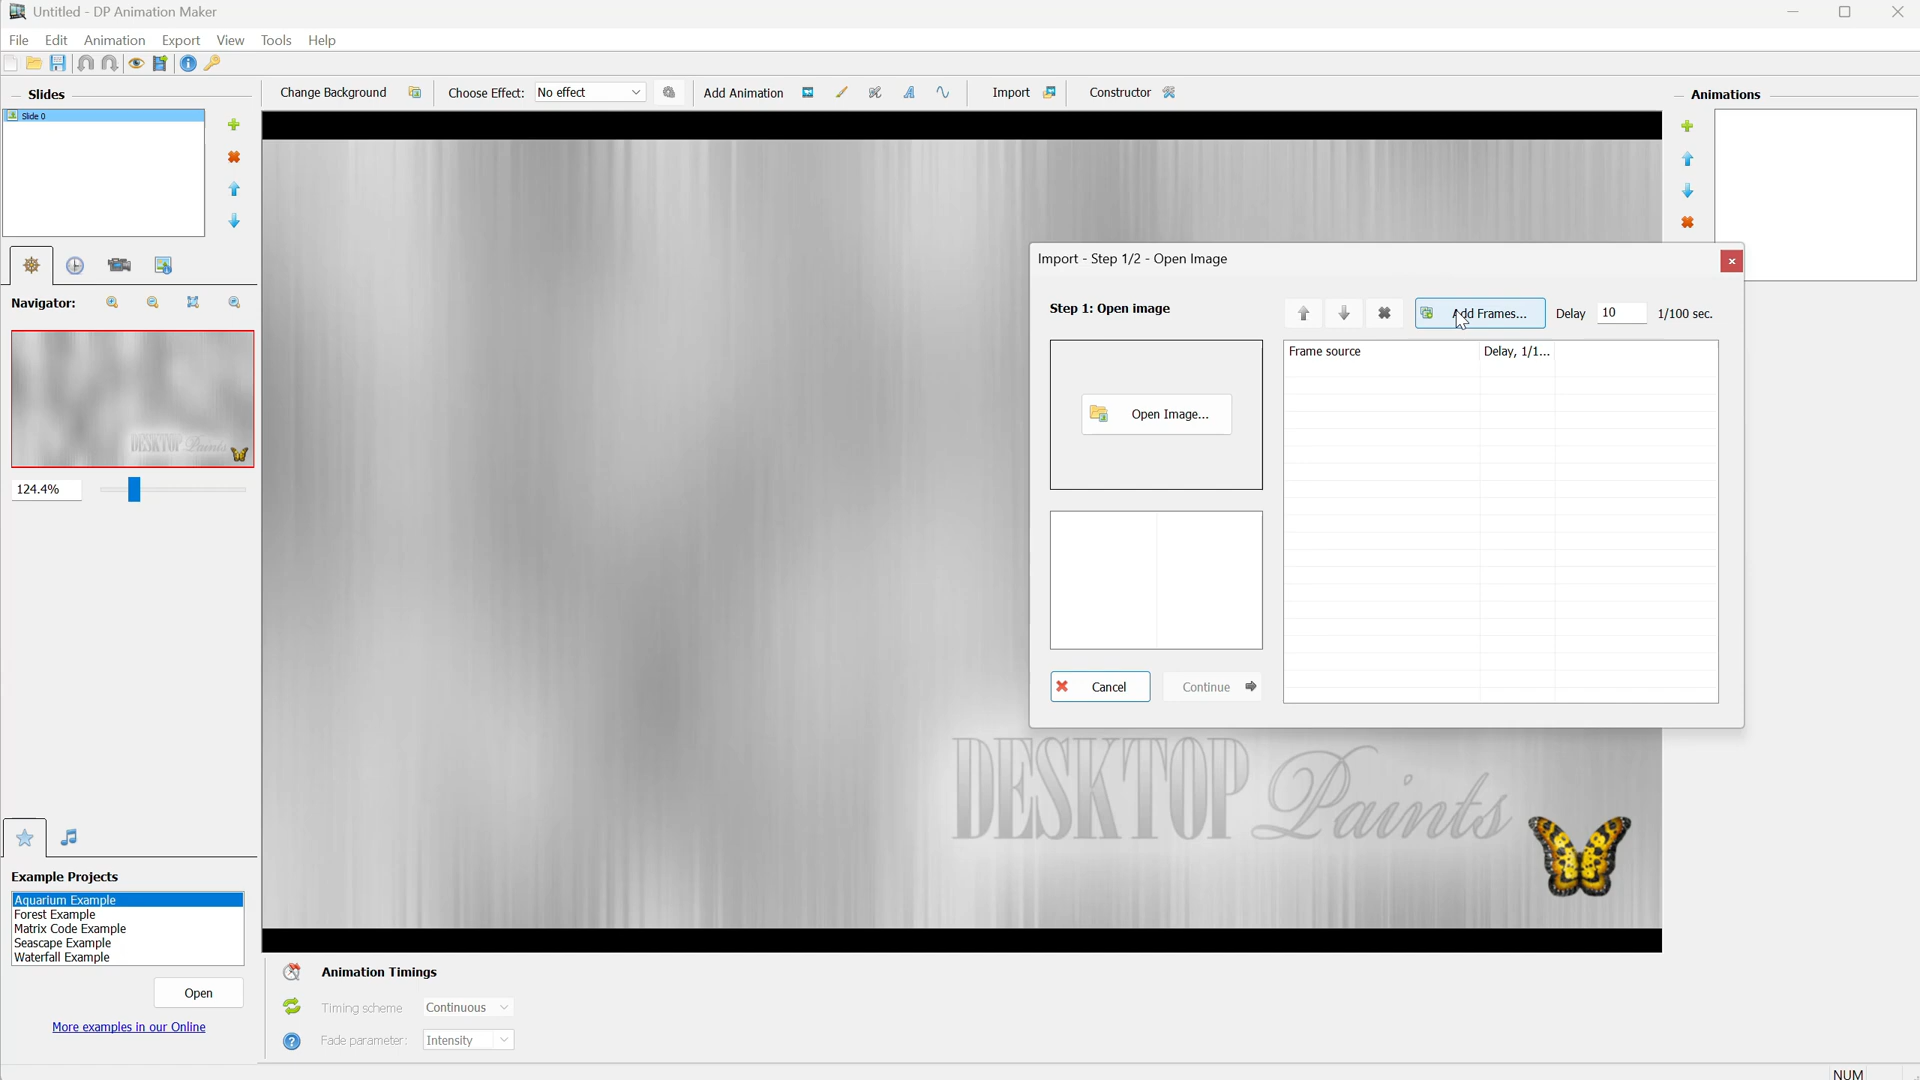 Untitled - DP Animation Maker
File Edit Animation Export View Tools Help
Slides
Slide 0
Change Background
Choose Effect: No effect
Add Animation
Import
Constructor
Animations
Navigator:
DESKTOP Paints
124.4%
Import - Step 1/2 - Open Image
Step 1: Open image
Add Frames...
Delay 10 1/100 sec.
Frame source Delay, 1/1...
Open Image...
Cancel
Continue
DESKTOP Paints
Example Projects
Aquarium Example
Forest Example
Matrix Code Example
Seascape Example
Waterfall Example
Open
More examples in our Online
Animation Timings
Timing scheme Continuous
Fade parameter: Intensity
NUM